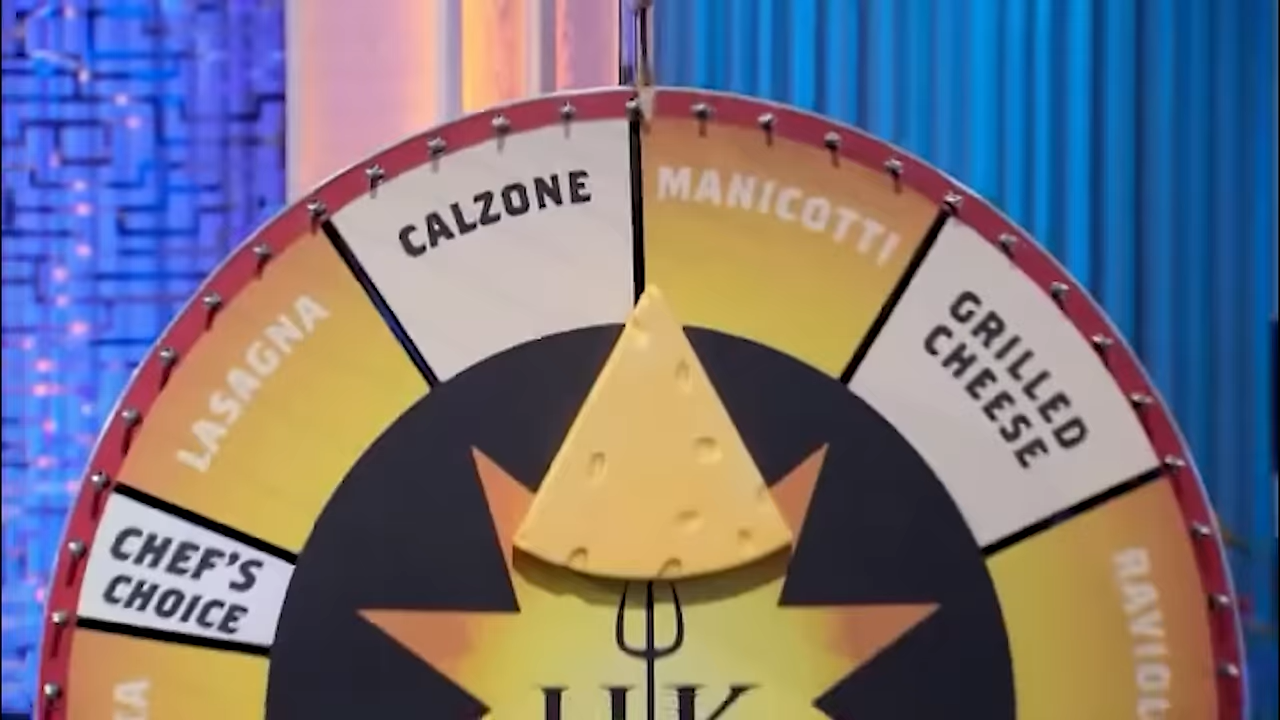 CALZONE
MANICOTTI
LASAGNA
GRILLED
CHEESE
CHEF'S
CHOICE